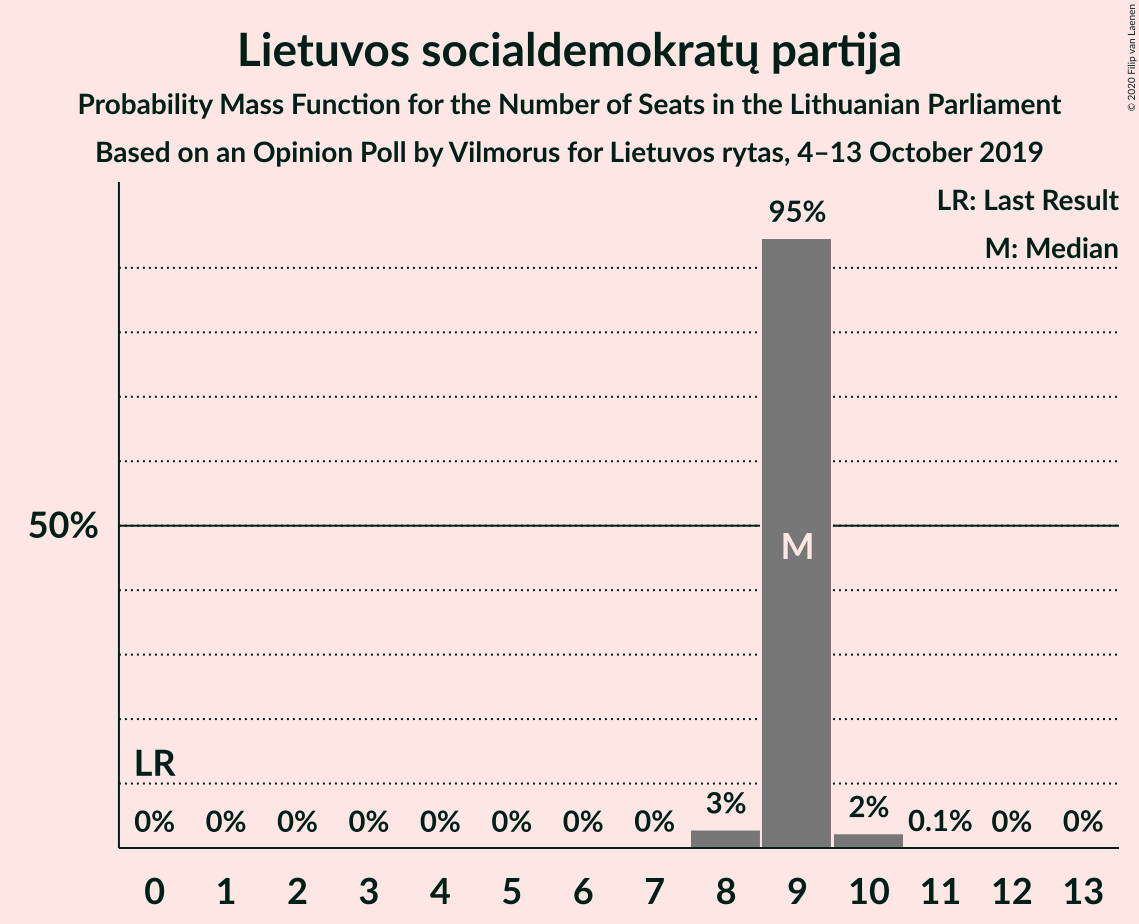 Lietuvos socialdemokratų partija
Probability Mass Function for the Number of Seats in the Lithuanian Parliament
Based on an Opinion Poll by Vilmorus for Lietuvos rytas, 4–13 October 2019
© 2020 Filip van Laenen
LR: Last Result
M: Median
95%
50%
M
LR
0% 0% 0% 0% 0% 0% 0% 0% 3% 2% 0.1% 0% 0%
0 1 2 3 4 5 6 7 8 9 10 11 12 13